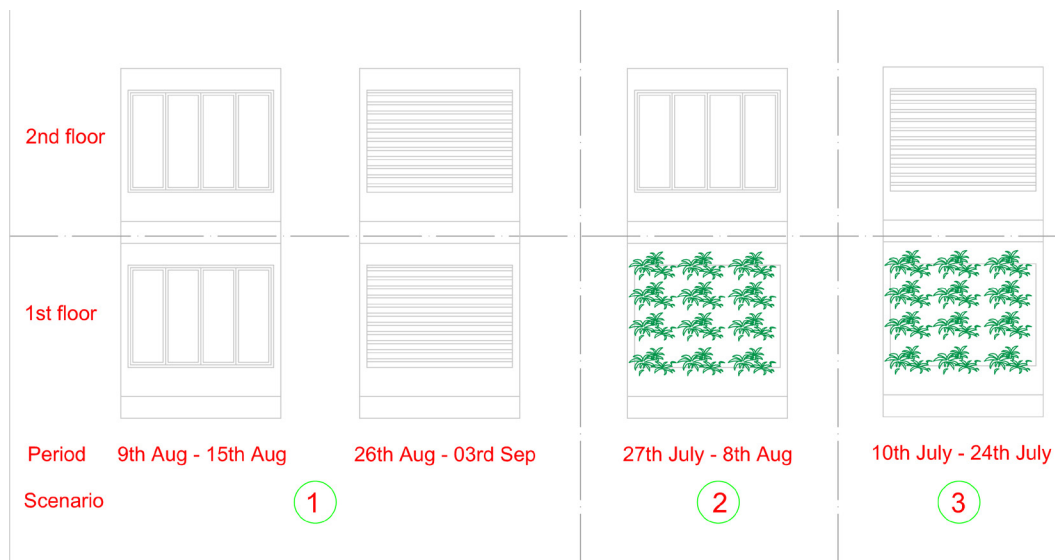 2nd floor
1st floor
Period 9th Aug - 15th Aug 26th Aug - 03rd Sep 27th July - 8th Aug 10th July - 24th July
Scenario 1 2 3